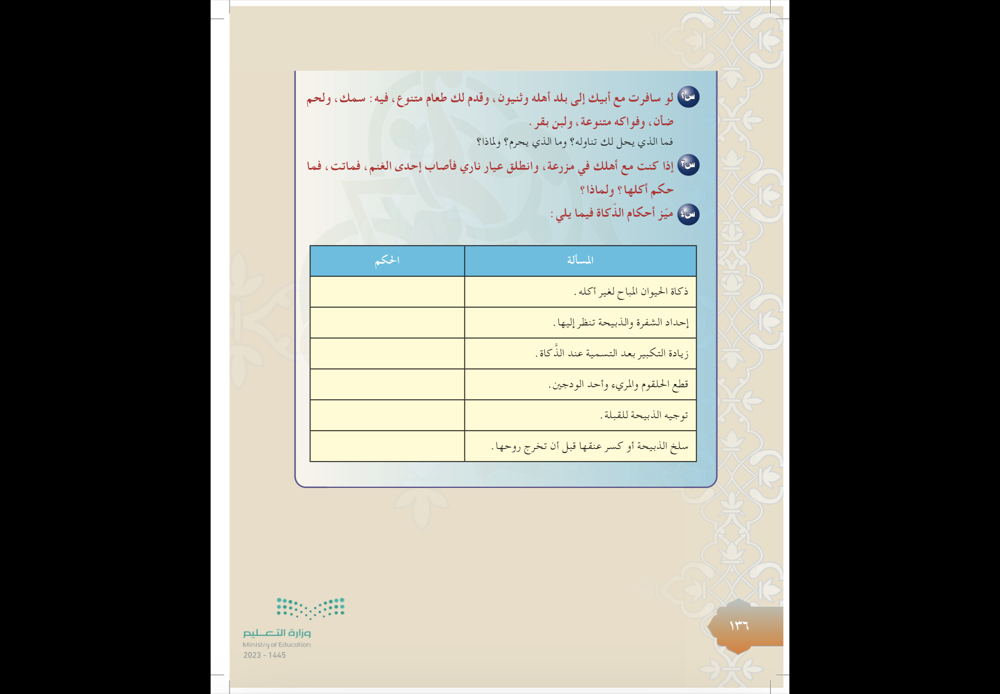 س٢ لو سافرت مع أبيك إلى بلد أهله وثنيون، وقدم لك طعام متنوع، فيه: سمك، ولحم
ضأن، وفواكه متنوعة، ولبن بقر.
فما الذي يحل لك تناوله؟ وما الذي يحرم؟ ولماذا؟
س٣ إذا كنت مع أهلك في مزرعة، وانطلق عيار ناري فأصاب إحدى الغنم، فماتت، فما
حكم أكلها؟ ولماذا؟
س٤ ميّز أحكام الذّكاة فيما يلي:
المسألة الحكم
ذكاة الحيوان المباح لغير أكله.
إحداد الشفرة والذبيحة تنظر إليها.
زيادة التكبير بعد التسمية عند الذَّكاة.
قطع الحلقوم والمريء وأحد الودجين.
توجيه الذبيحة للقبلة.
سلخ الذبيحة أو كسر عنقها قبل أن تخرج روحها.
١٣٦
وزارة التعليم
Ministry of Education
2023 - 1445